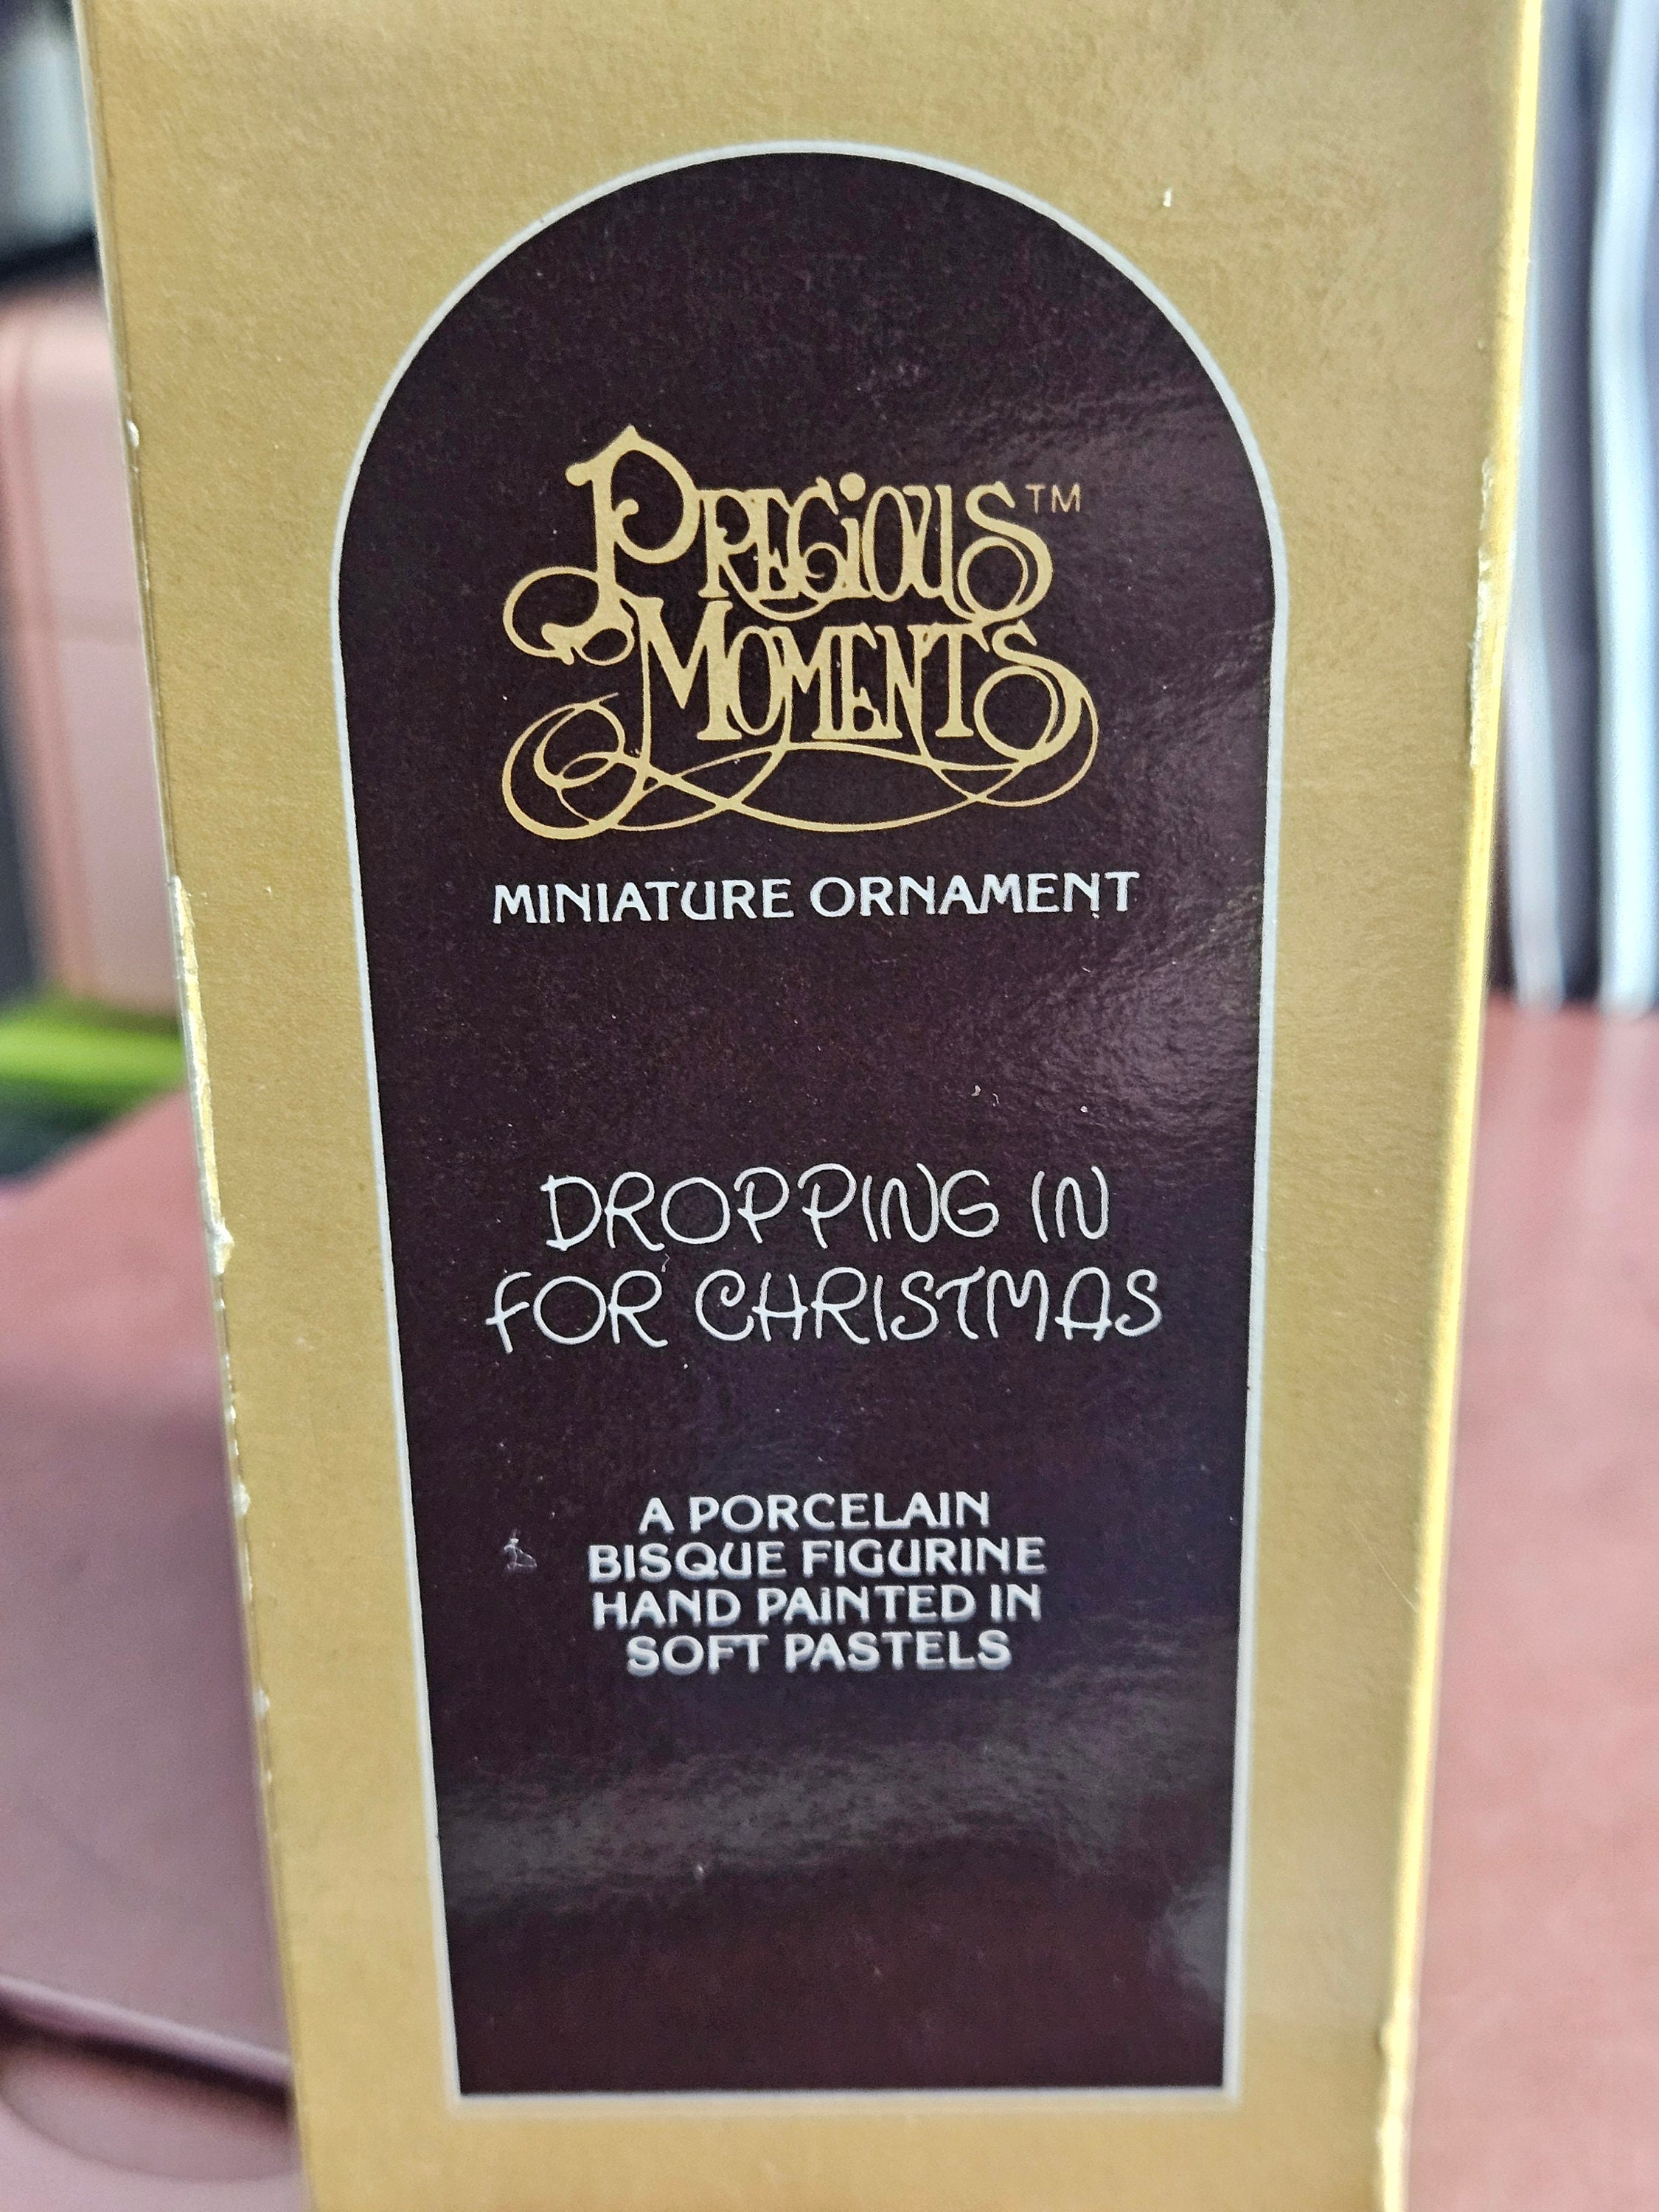 PRECIOUS™
MOMENTS
MINIATURE ORNAMENT
DROPPING IN
FOR CHRISTMAS
A PORCELAIN
BISQUE FIGURINE
HAND PAINTED IN
SOFT PASTELS